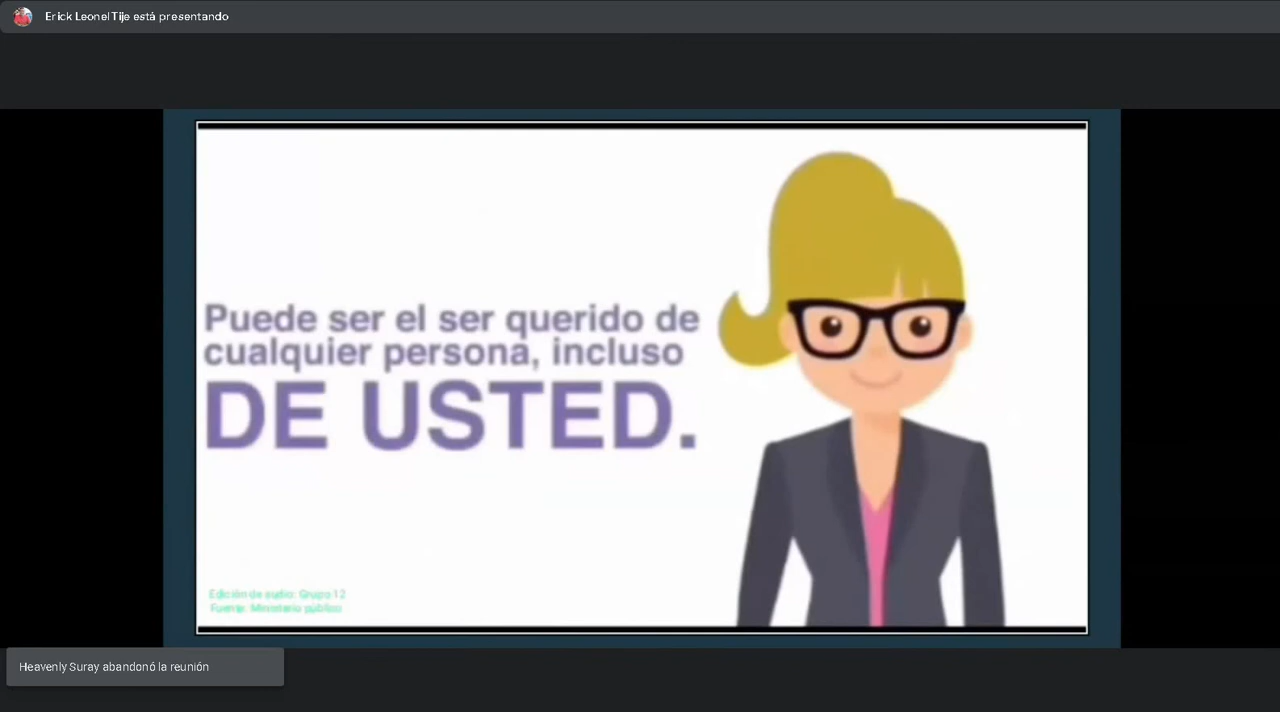 Erick Leonel Tije está presentando
Puede ser el ser querido de
cualquier persona, incluso
DE USTED.
Edición de audio: Grupo 12
Fuente: Ministerio público
Heavenly Suray abandonó la reunión